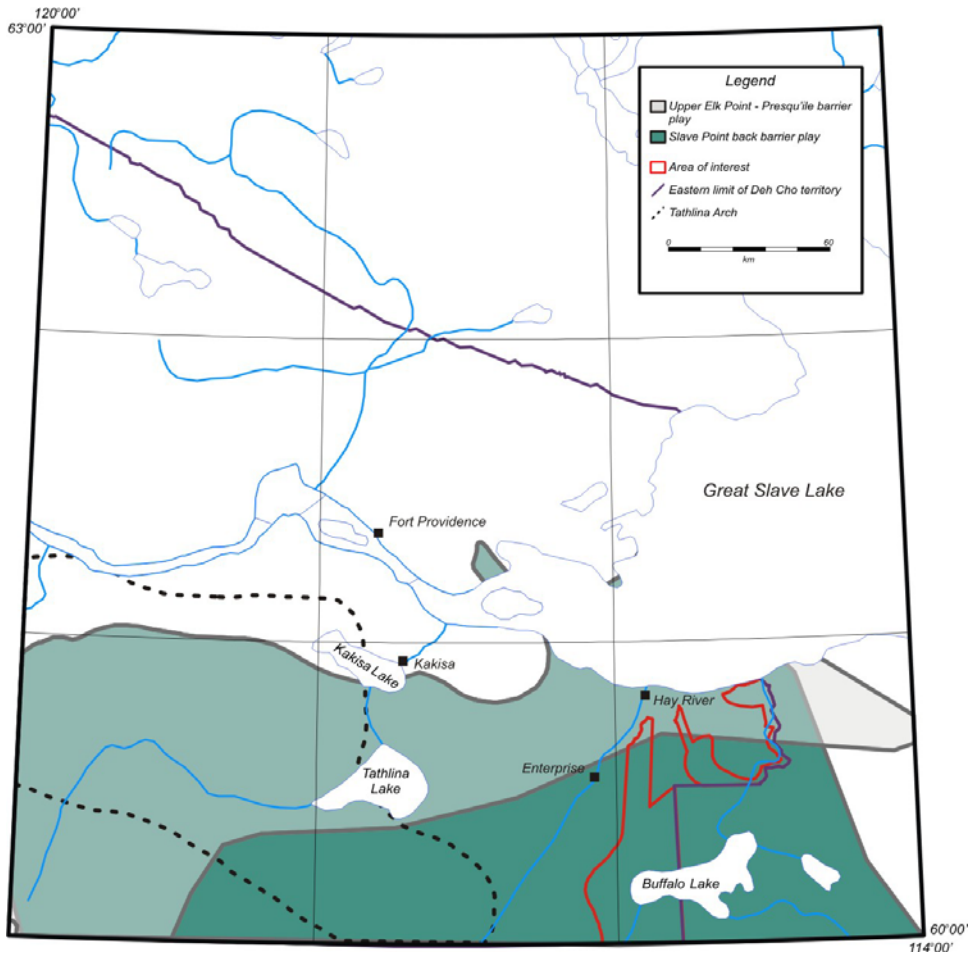 120°00'
63°00'
Legend
Upper Elk Point - Presqu'ile barrier
play
Slave Point back barrier play
Area of interest
Eastern limit of Deh Cho territory
Tathlina Arch
0 60
km
Great Slave Lake
Fort Providence
Kakisa Lake
Kakisa
Hay River
Enterprise
Tathlina
Lake
Buffalo Lake
60°00'
114°00'